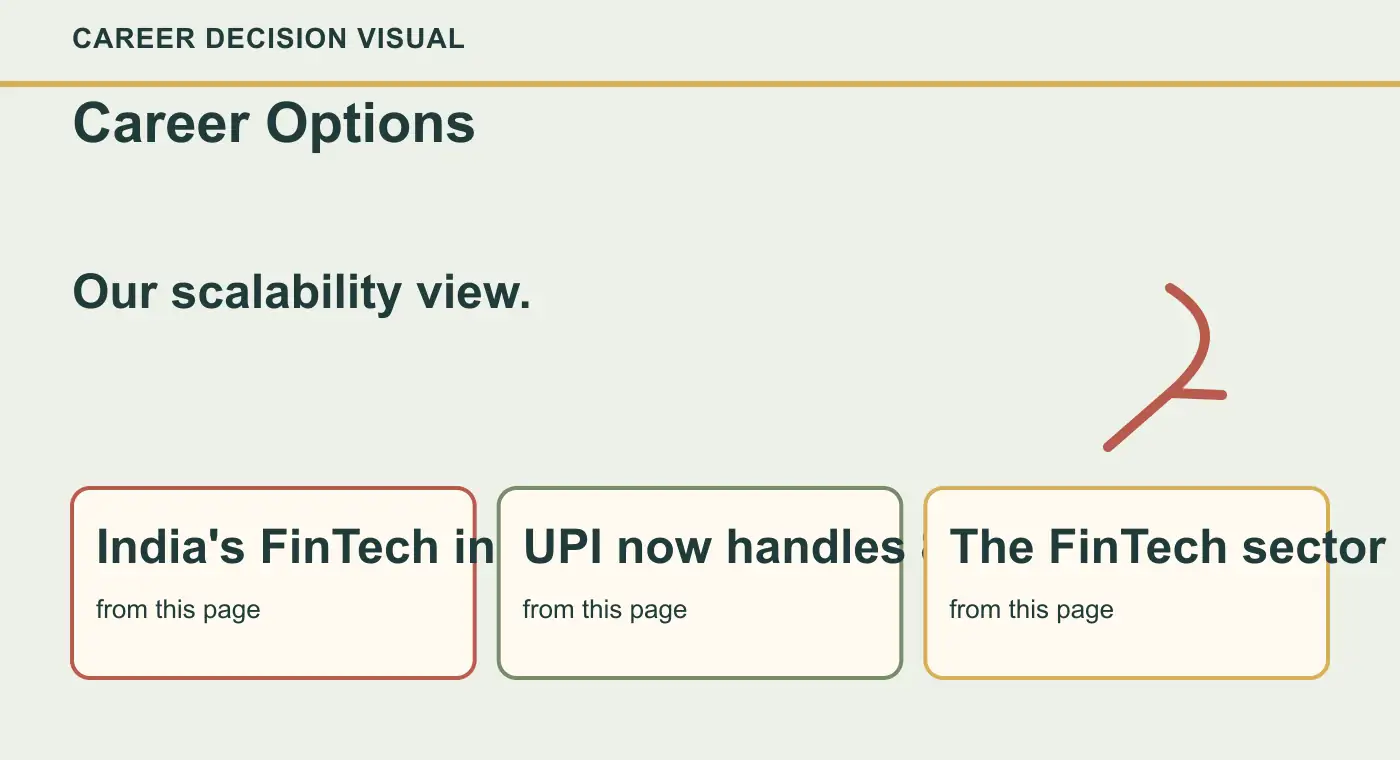 CAREER DECISION VISUAL
Career Options
Our scalability view.
India's FinTech in
from this page
UPI now handles
from this page
The FinTech sector
from this page